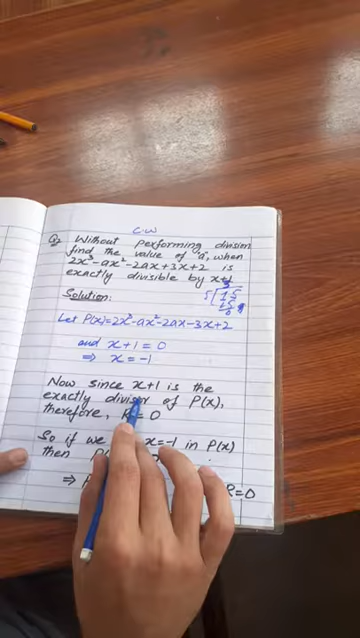 C.W
Q Without performing division
find the value of 'a', when
2x³-ax²-2ax+3x+2 is
exactly divisible by x+1
Solution:
Let P(x)=2x³-ax²-2ax-3x+2
and x+1=0
⇒ x=-1
Now since x+1 is the
exactly divisor of P(x),
therefore, R=0
So if we x=-1 in P(x)
then
⇒ R=0